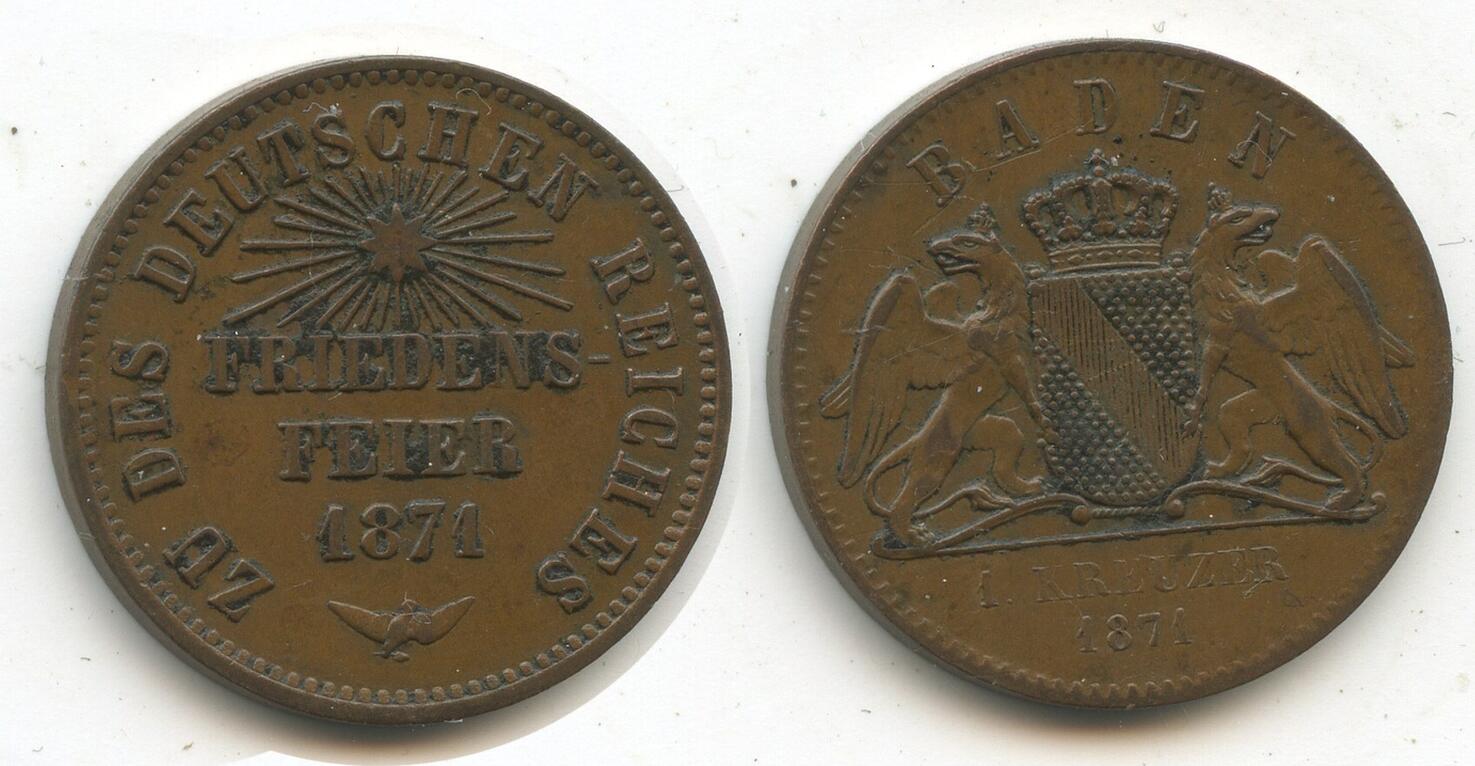 ZU DES DEUTSCHEN REICHES
FRIEDENS-
FEIER
1871
BADEN
1. KREUZER
1871